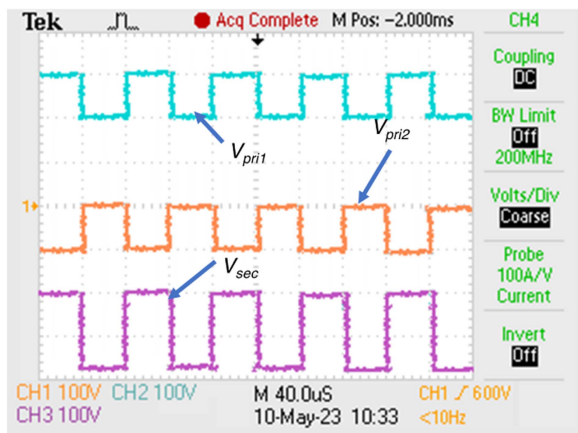 Tek Acq Complete M Pos: -2.000ms CH4
Coupling
DC
BW Limit
Off
200MHz
Vpri1
Vpri2
1+
Volts/Div
Coarse
Vsec
Probe
100A/V
Current
Invert
Off
CH1 100V CH2 100V M 40.0uS CH1 600V
CH3 100V 10-May-23 10:33 <10Hz